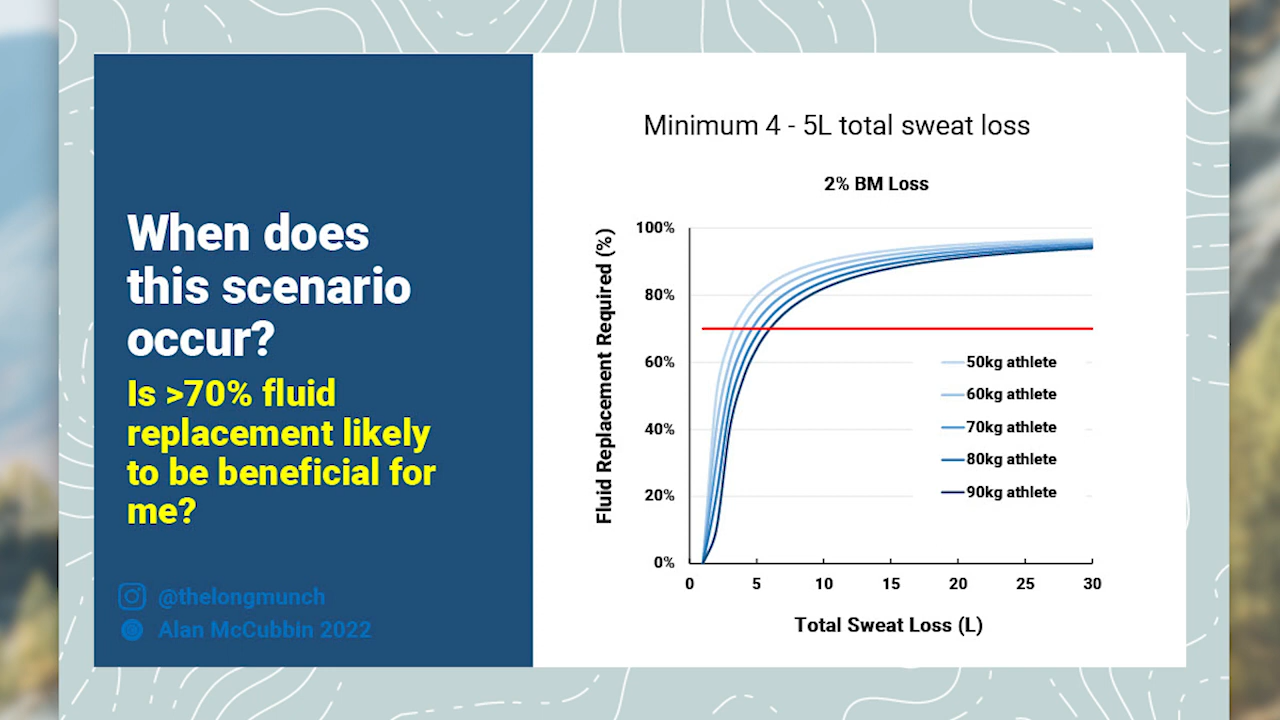 When does
this scenario
occur?
Is >70% fluid
replacement likely
to be beneficial for
me?
@thelongmunch
Alan McCubbin 2022
Minimum 4 - 5L total sweat loss
2% BM Loss
Fluid Replacement Required (%)
100%
80%
60%
40%
20%
0%
0 5 10 15 20 25 30
Total Sweat Loss (L)
50kg athlete
60kg athlete
70kg athlete
80kg athlete
90kg athlete